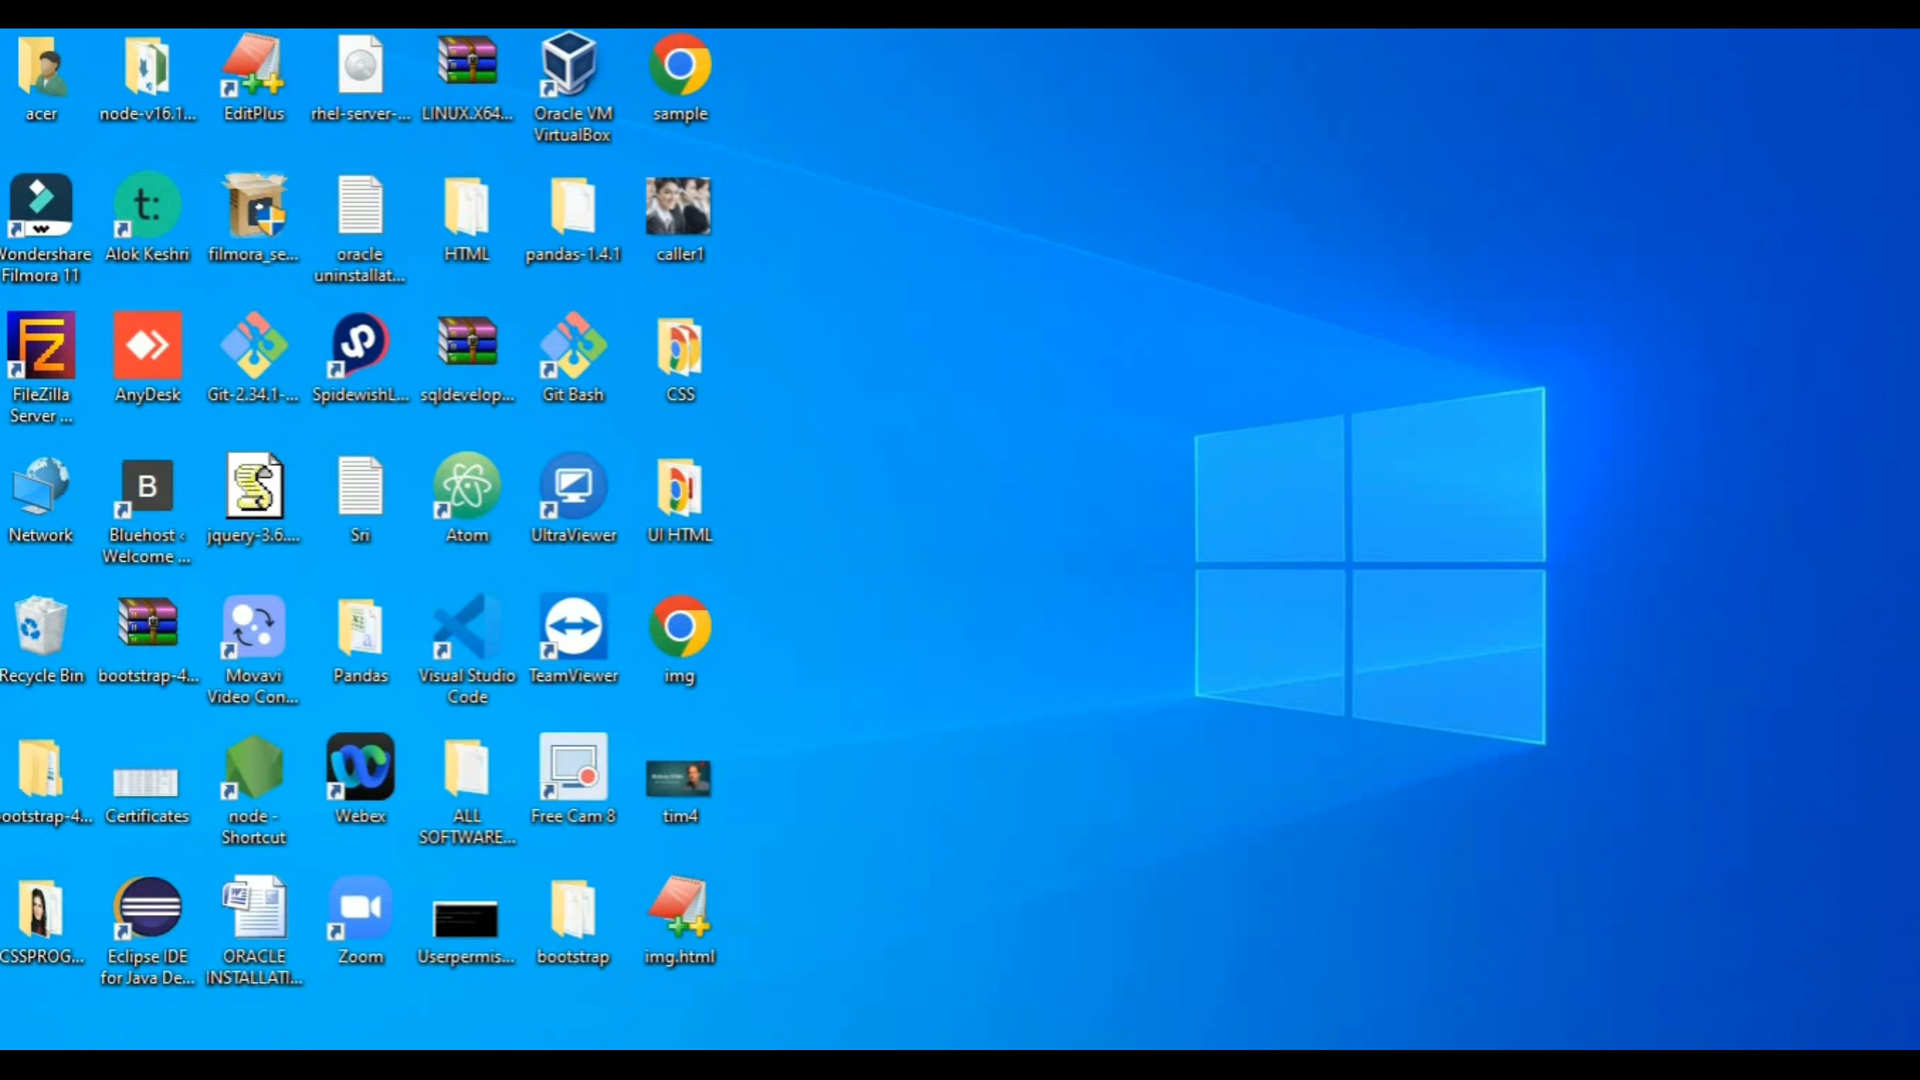 acer
node-v16.1...
EditPlus
rhel-server-...
LINUX.X64...
Oracle VM
VirtualBox
sample
Wondershare
Filmora 11
t:
Alok Keshri
filmora_se...
oracle
uninstallat...
HTML
pandas-1.4.1
caller1
FZ
FileZilla
Server ...
AnyDesk
Git-2.34.1-...
SpidewishL...
sqldevelop...
Git Bash
CSS
Network
B
Bluehost ‹
Welcome ...
jquery-3.6....
Sri
Atom
UltraViewer
UI HTML
Recycle Bin
bootstrap-4...
Movavi
Video Con...
Pandas
Visual Studio
Code
TeamViewer
img
bootstrap-4...
Certificates
node -
Shortcut
Webex
ALL
SOFTWARE...
Free Cam 8
tim4
CSSPROG...
Eclipse IDE
for Java De...
W
ORACLE
INSTALLATI...
Zoom
Userpermis...
bootstrap
img.html